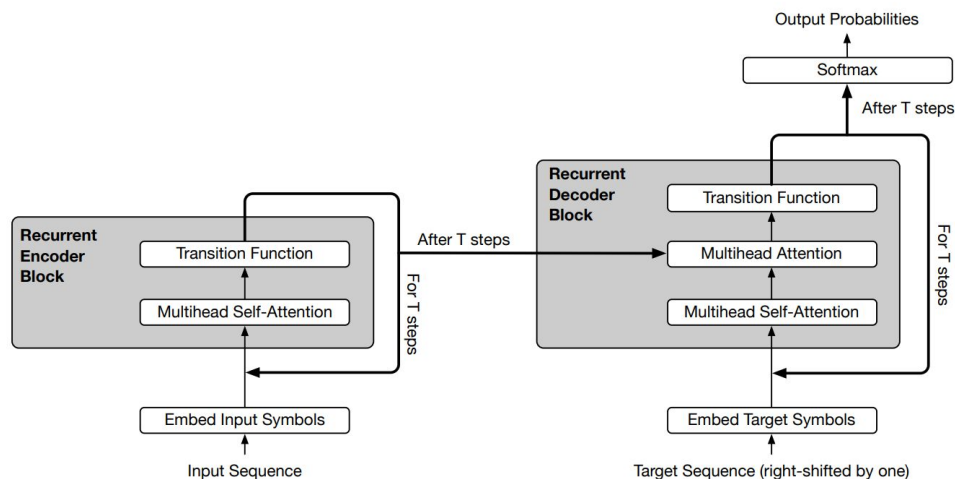 Output Probabilities
Softmax
After T steps
Recurrent
Decoder
Block
Transition Function
For T steps
Multihead Attention
Multihead Self-Attention
Embed Target Symbols
Target Sequence (right-shifted by one)
Recurrent
Encoder
Block
Transition Function
After T steps
For T steps
Multihead Self-Attention
Embed Input Symbols
Input Sequence